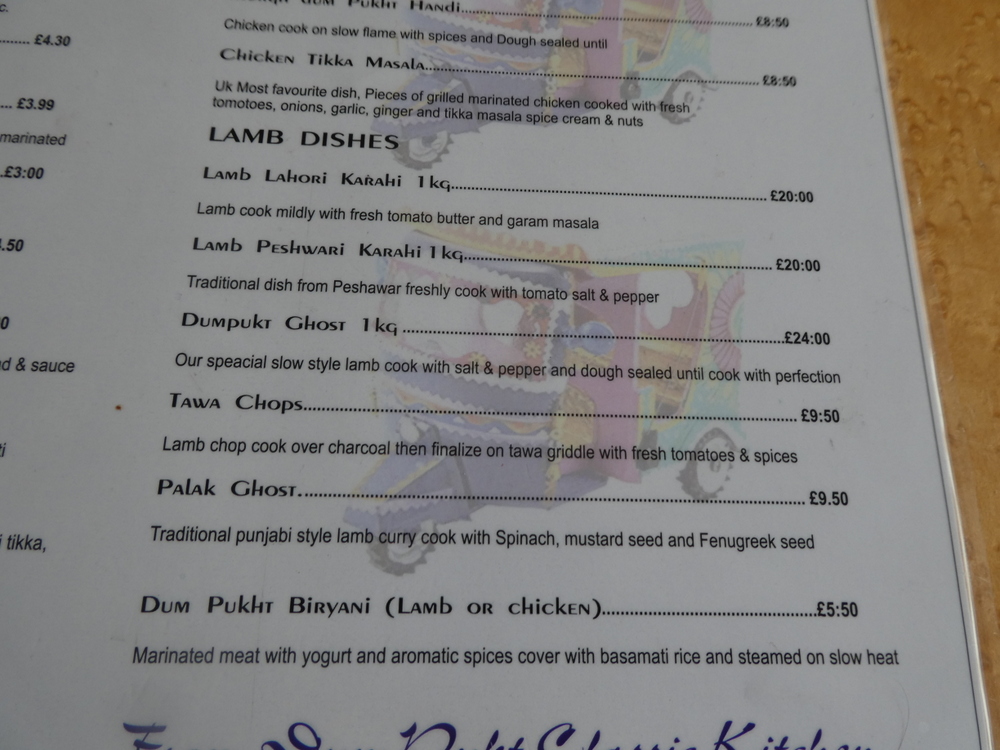 c.
£4.30
£3.99
marinated
£3:00
.50
0
d & sauce
i tikka,
Pukht Handi........ £8:50
Chicken cook on slow flame with spices and Dough sealed until
Chicken Tikka Masala........ £8:50
Uk Most favourite dish, Pieces of grilled marinated chicken cooked with fresh
tomotoes, onions, garlic, ginger and tikka masala spice cream & nuts
LAMB DISHES
Lamb Lahori Karahi 1kg........ £20:00
Lamb cook mildly with fresh tomato butter and garam masala
Lamb Peshwari Karahi 1kg........ £20:00
Traditional dish from Peshawar freshly cook with tomato salt & pepper
Dumpukt Ghost 1kg ........£24:00
Our speacial slow style lamb cook with salt & pepper and dough sealed until cook with perfection
Tawa Chops........ £9:50
Lamb chop cook over charcoal then finalize on tawa griddle with fresh tomatoes & spices
Palak Ghost........ £9.50
Traditional punjabi style lamb curry cook with Spinach, mustard seed and Fenugreek seed
Dum Pukht Biryani (Lamb or chicken)........£5:50
Marinated meat with yogurt and aromatic spices cover with basamati rice and steamed on slow heat
From Dum Pukht Classic Kitchen